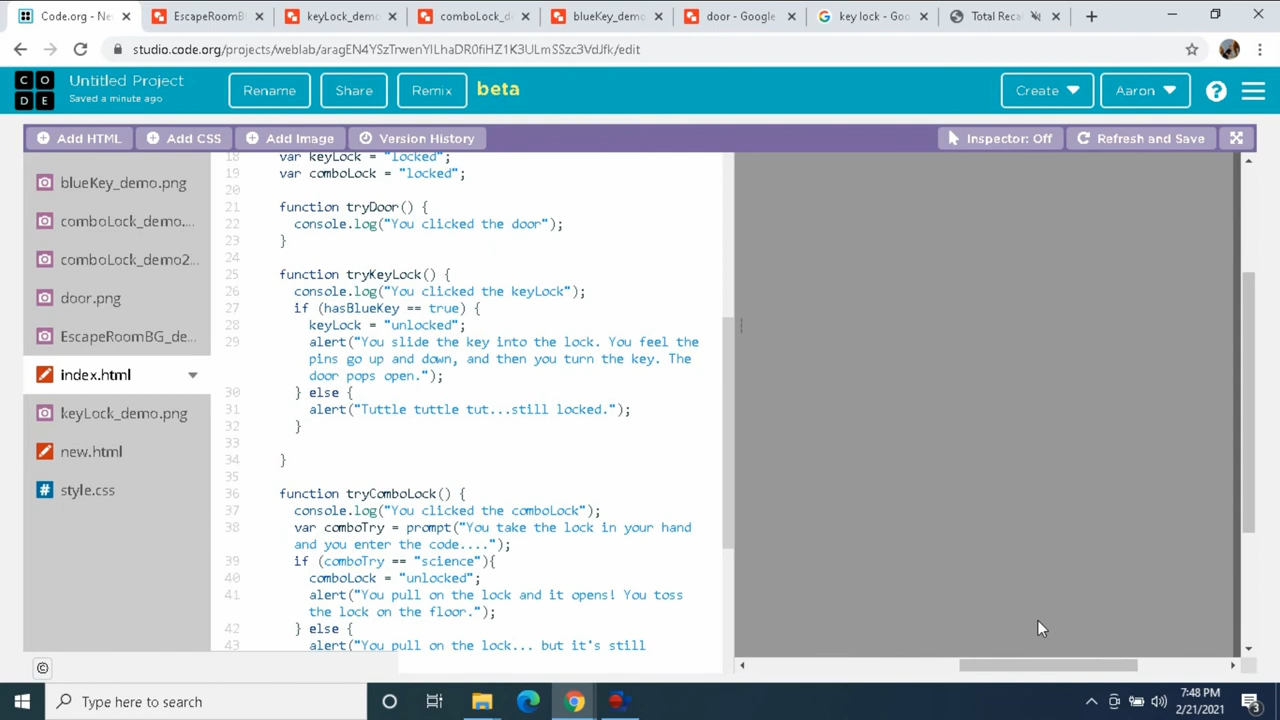 Code.org - Ne
EscapeRoomB
keyLock_demo
comboLock_d
blueKey_demo
door - Google
key lock - Goo
Total Reca
studio.code.org/projects/weblab/aragEN4YSzTrwenYILhaDR0fiHZ1K3ULmSSzc3VdJfk/edit
C O
D E
Untitled Project
Saved a minute ago
Rename
Share
Remix
beta
Create
Aaron
?
Add HTML
Add CSS
Add Image
Version History
Inspector: Off
Refresh and Save
blueKey_demo.png
comboLock_demo....
comboLock_demo2...
door.png
EscapeRoomBG_de...
index.html
keyLock_demo.png
new.html
style.css
18 var keyLock = "locked";
19 var comboLock = "locked";
20
21 function tryDoor() {
22 console.log("You clicked the door");
23 }
24
25 function tryKeyLock() {
26 console.log("You clicked the keyLock");
27 if (hasBlueKey == true) {
28 keyLock = "unlocked";
29 alert("You slide the key into the lock. You feel the
pins go up and down, and then you turn the key. The
door pops open.");
30 } else {
31 alert("Tuttle tuttle tut...still locked.");
32 }
33
34 }
35
36 function tryComboLock() {
37 console.log("You clicked the comboLock");
38 var comboTry = prompt("You take the lock in your hand
and you enter the code....");
39 if (comboTry == "science"){
40 comboLock = "unlocked";
41 alert("You pull on the lock and it opens! You toss
the lock on the floor.");
42 } else {
43 alert("You pull on the lock... but it's still
©
Type here to search
7:48 PM
2/21/2021
3